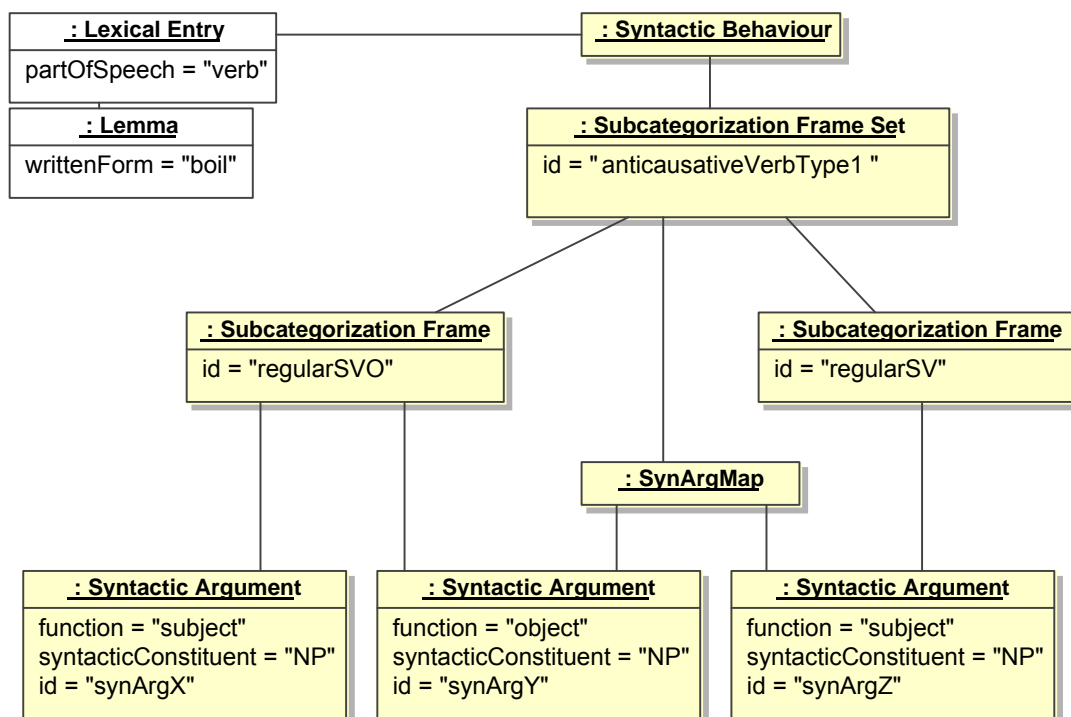 : Lexical Entry
partOfSpeech = "verb"
: Syntactic Behaviour
: Lemma
writtenForm = "boil"
: Subcategorization Frame Set
id = "anticausativeVerbType1 "
: Subcategorization Frame
id = "regularSVO"
: Subcategorization Frame
id = "regularSV"
: SynArgMap
: Syntactic Argument
function = "subject"
syntacticConstituent = "NP"
id = "synArgX"
: Syntactic Argument
function = "object"
syntacticConstituent = "NP"
id = "synArgY"
: Syntactic Argument
function = "subject"
syntacticConstituent = "NP"
id = "synArgZ"